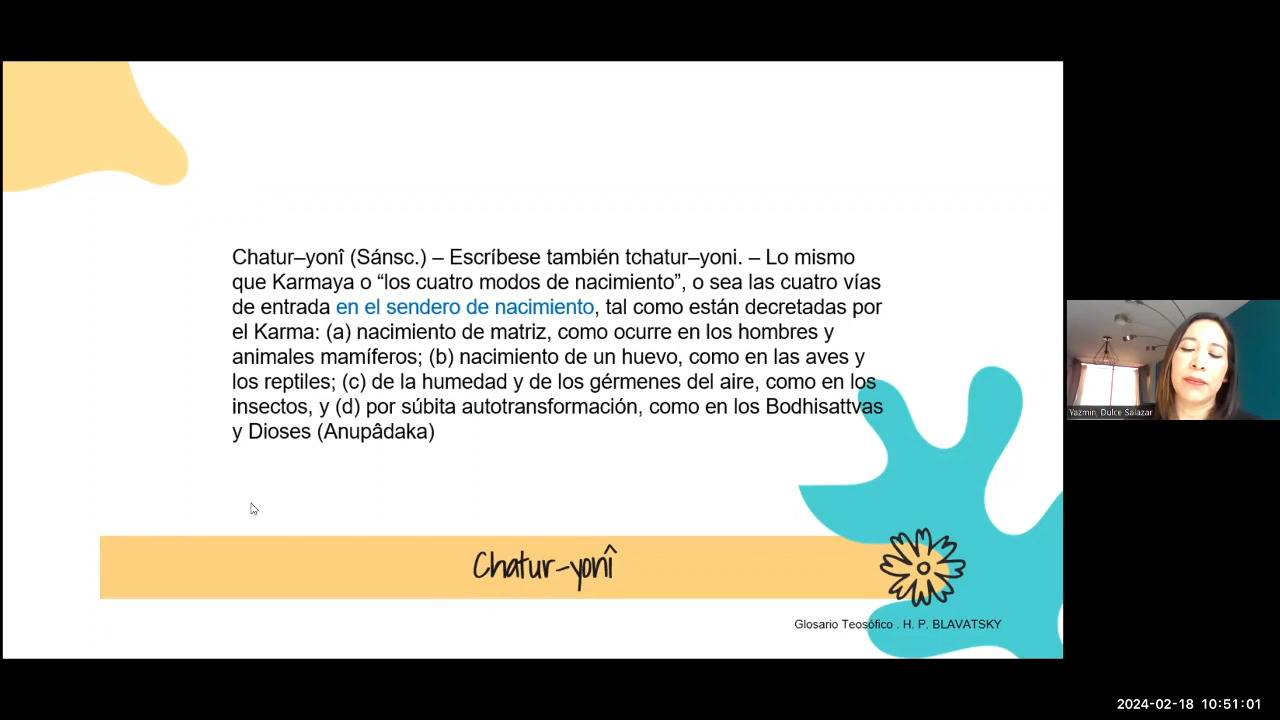 Chatur–yonî (Sánsc.) – Escríbese también tchatur–yoni. – Lo mismo
que Karmaya o “los cuatro modos de nacimiento”, o sea las cuatro vías
de entrada en el sendero de nacimiento, tal como están decretadas por
el Karma: (a) nacimiento de matriz, como ocurre en los hombres y
animales mamíferos; (b) nacimiento de un huevo, como en las aves y
los reptiles; (c) de la humedad y de los gérmenes del aire, como en los
insectos, y (d) por súbita autotransformación, como en los Bodhisattvas
y Dioses (Anupâdaka)
Chatur-yonî
Glosario Teosófico . H. P. BLAVATSKY
Yazmin, Dulce Salazar
2024-02-18 10:51:01